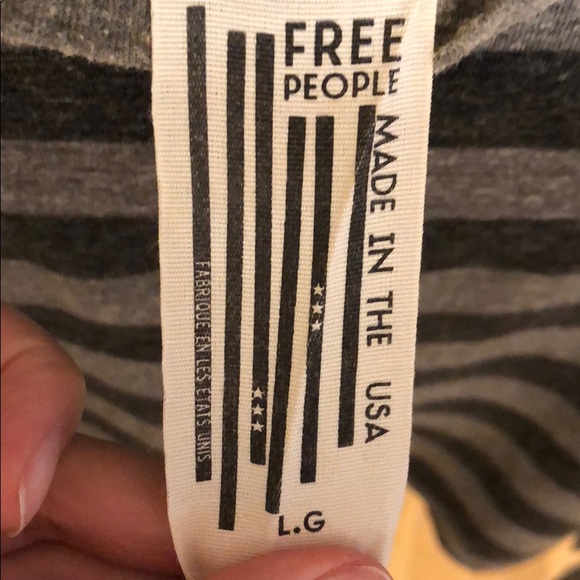 FREE
PEOPLE
MADE IN THE USA
FABRIQUE EN LES ETATS UNIS
L.G